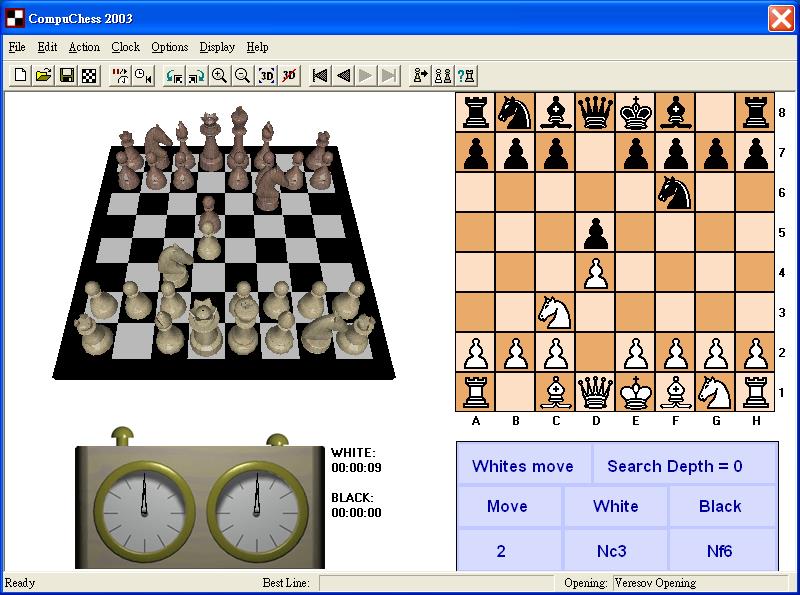 CompuChess 2003
File Edit Action Clock Options Display Help
3D 3D
8
7
6
5
4
3
2
1
A B C D E F G H
WHITE:
00:00:09
BLACK:
00:00:00
Whites move Search Depth = 0
Move White Black
2 Nc3 Nf6
Ready Best Line: Opening: Veresov Opening